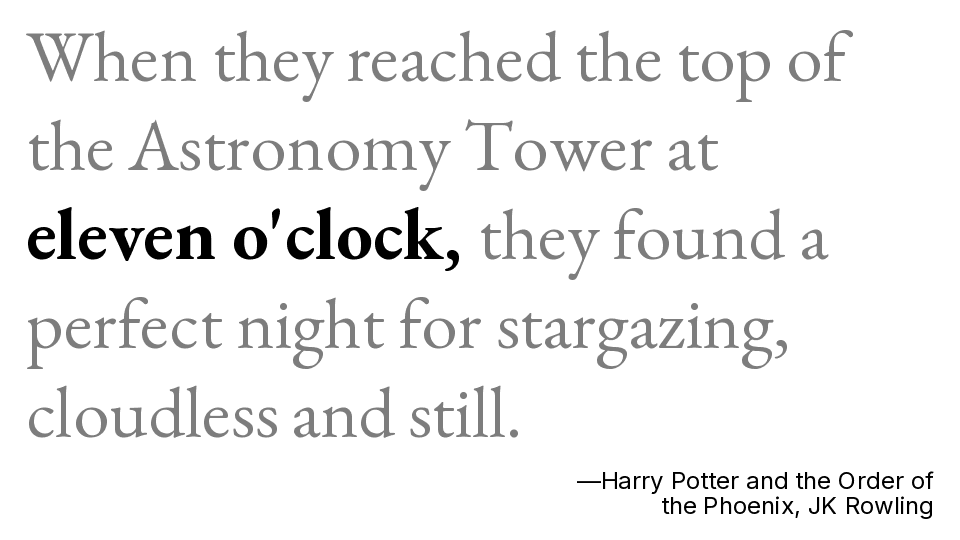 When they reached the top of
the Astronomy Tower at
eleven o'clock, they found a
perfect night for stargazing,
cloudless and still.
—Harry Potter and the Order of
the Phoenix, JK Rowling